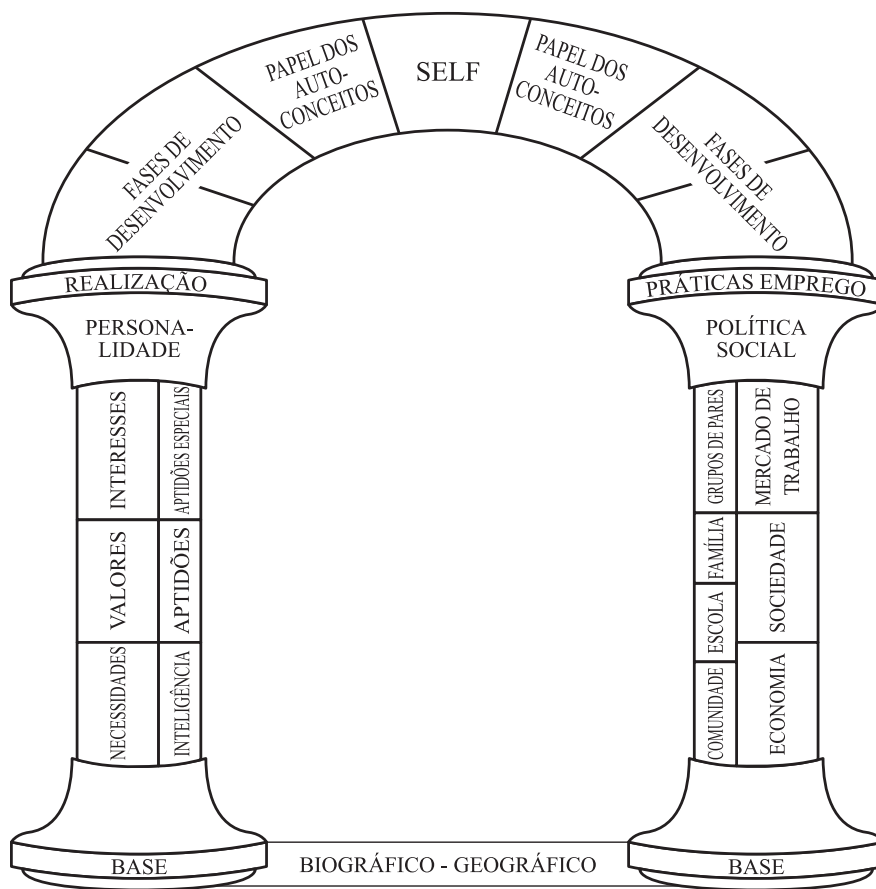 SELF
PAPEL DOS
AUTO-
CONCEITOS
PAPEL DOS
AUTO-
CONCEITOS
FASES DE
DESENVOLVIMENTO
FASES DE
DESENVOLVIMENTO
REALIZAÇÃO
PERSONA-
LIDADE
INTERESSES
APTIDÕES ESPECIAIS
VALORES
APTIDÕES
NECESSIDADES
INTELIGÊNCIA
BASE
BIOGRÁFICO - GEOGRÁFICO
PRÁTICAS EMPREGO
POLÍTICA
SOCIAL
GRUPOS DE PARES
MERCADO DE
TRABALHO
FAMÍLIA
SOCIEDADE
ESCOLA
COMUNIDADE
ECONOMIA
BASE